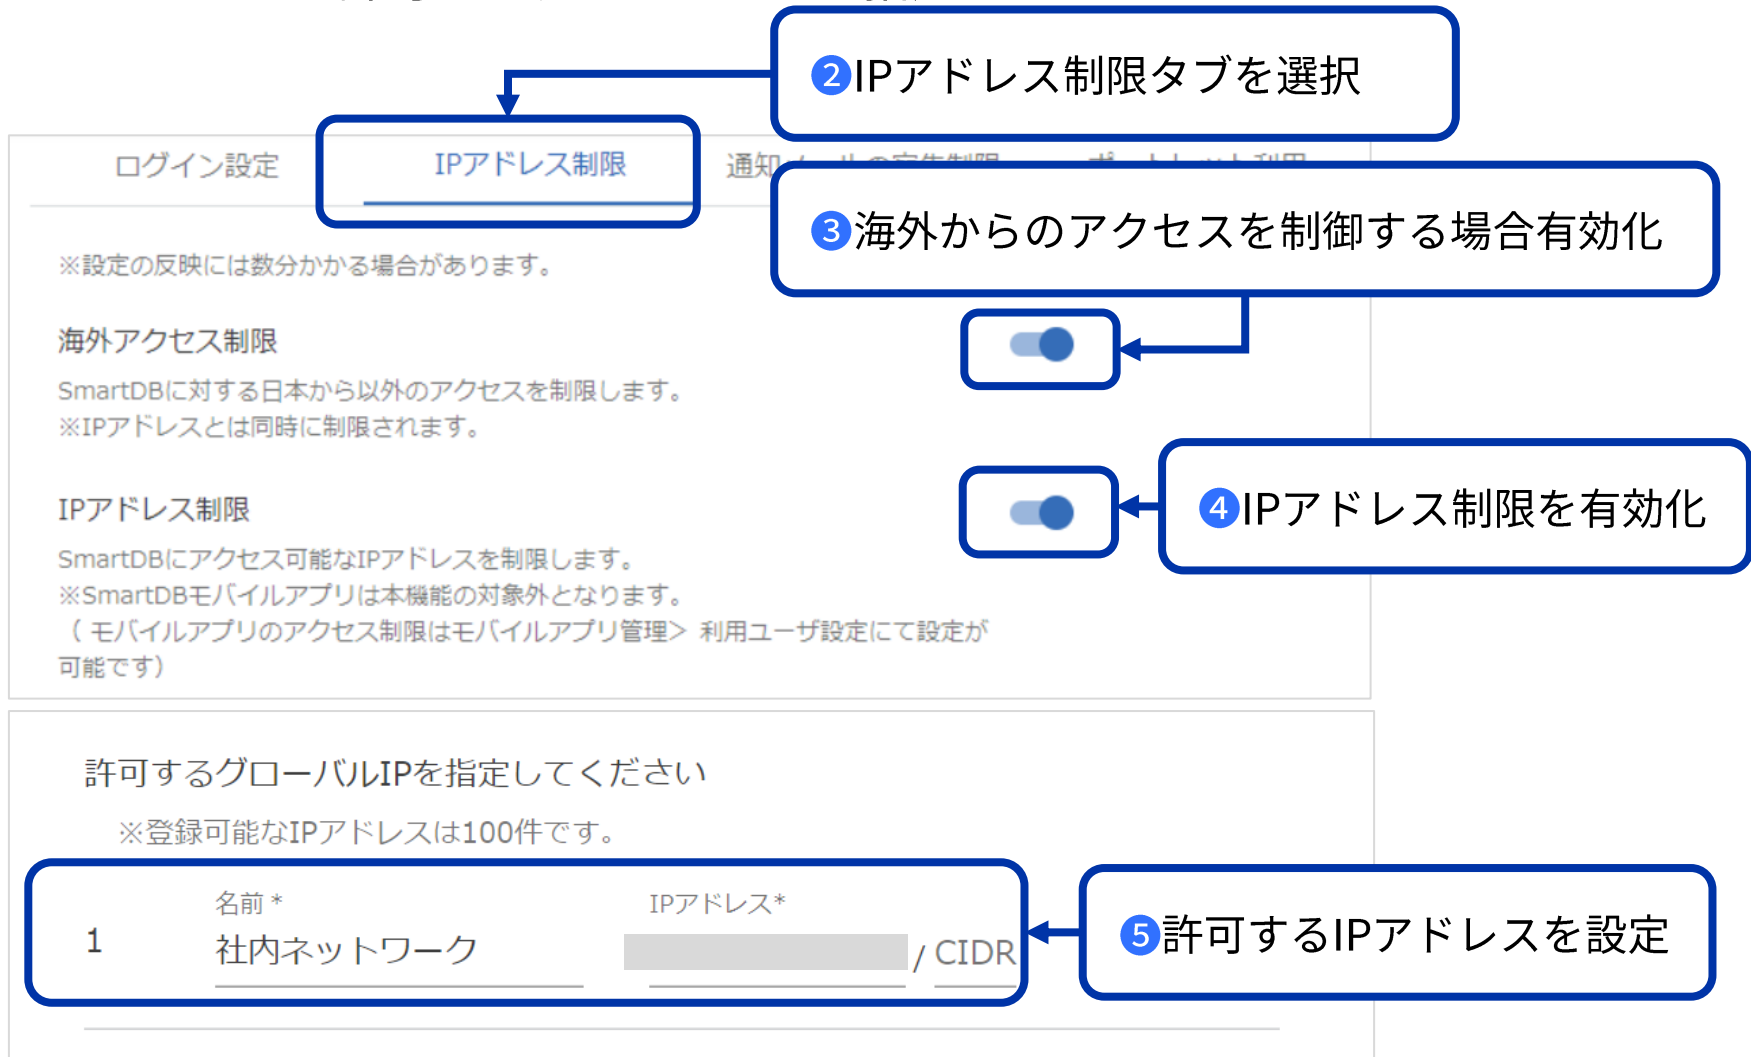 ❷IPアドレス制限タブを選択
ログイン設定
IPアドレス制限
通知
❸海外からのアクセスを制御する場合有効化
※設定の反映には数分かかる場合があります。
海外アクセス制限
SmartDBに対する日本から以外のアクセスを制限します。
※IPアドレスとは同時に制限されます。
IPアドレス制限
❹IPアドレス制限を有効化
SmartDBにアクセス可能なIPアドレスを制限します。
※SmartDBモバイルアプリは本機能の対象外となります。
（ モバイルアプリのアクセス制限はモバイルアプリ管理＞ 利用ユーザ設定にて設定が
可能です）
許可するグローバルIPを指定してください
※登録可能なIPアドレスは100件です。
名前 *
IPアドレス*
1
社内ネットワーク
/ CIDR
❺許可するIPアドレスを設定